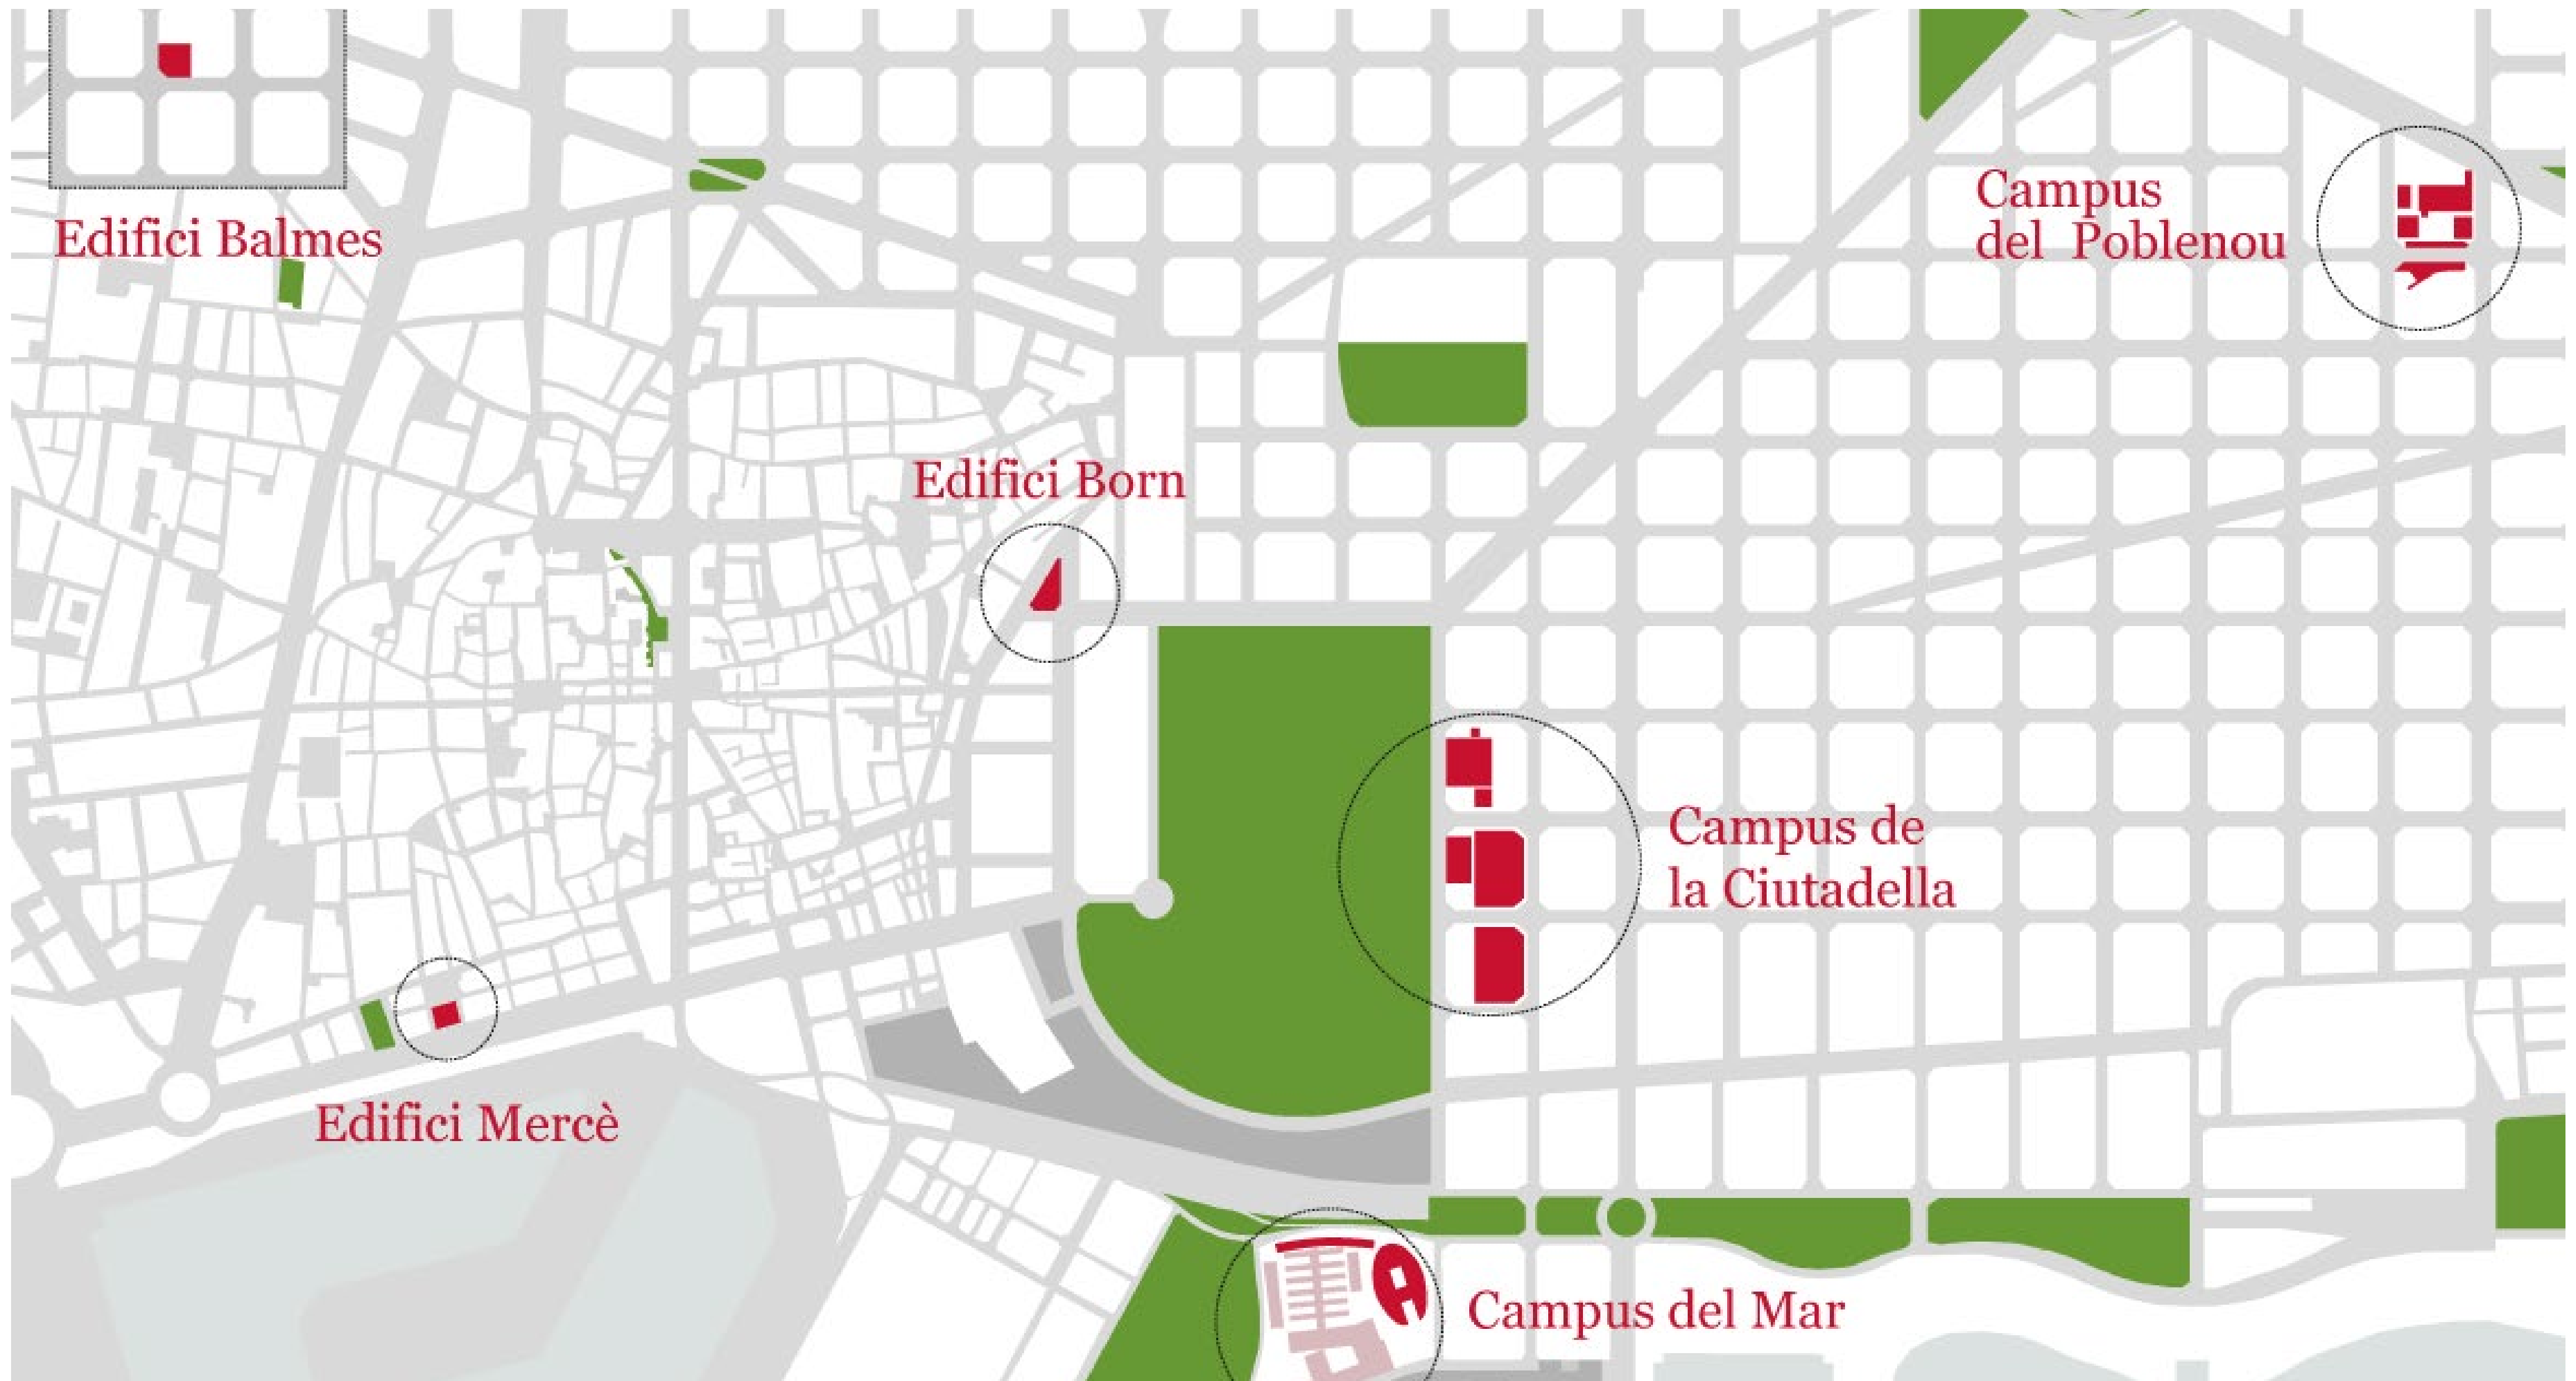 Edifici Balmes
Campus
del Poblenou
Edifici Born
Campus de
la Ciutadella
Edifici Mercè
Campus del Mar